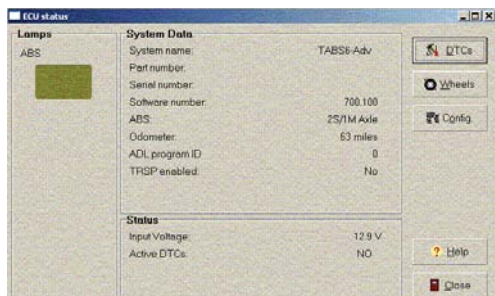 ECU status
Lamps
ABS
System Data
System name: TABS6-Adv
Part number:
Serial number:
Software number: 700.100
ABS: 2S/1M Axle
Odometer: 63 miles
ADL program ID 0
TRSP enabled: No
Status
Input Voltage: 12.9 V
Active DTCs: NO
DTCs
Wheels
Config.
Help
Close